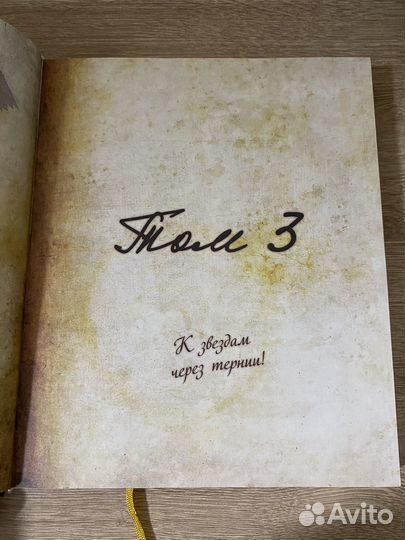 Том 3
К звездам
через тернии!
Avito